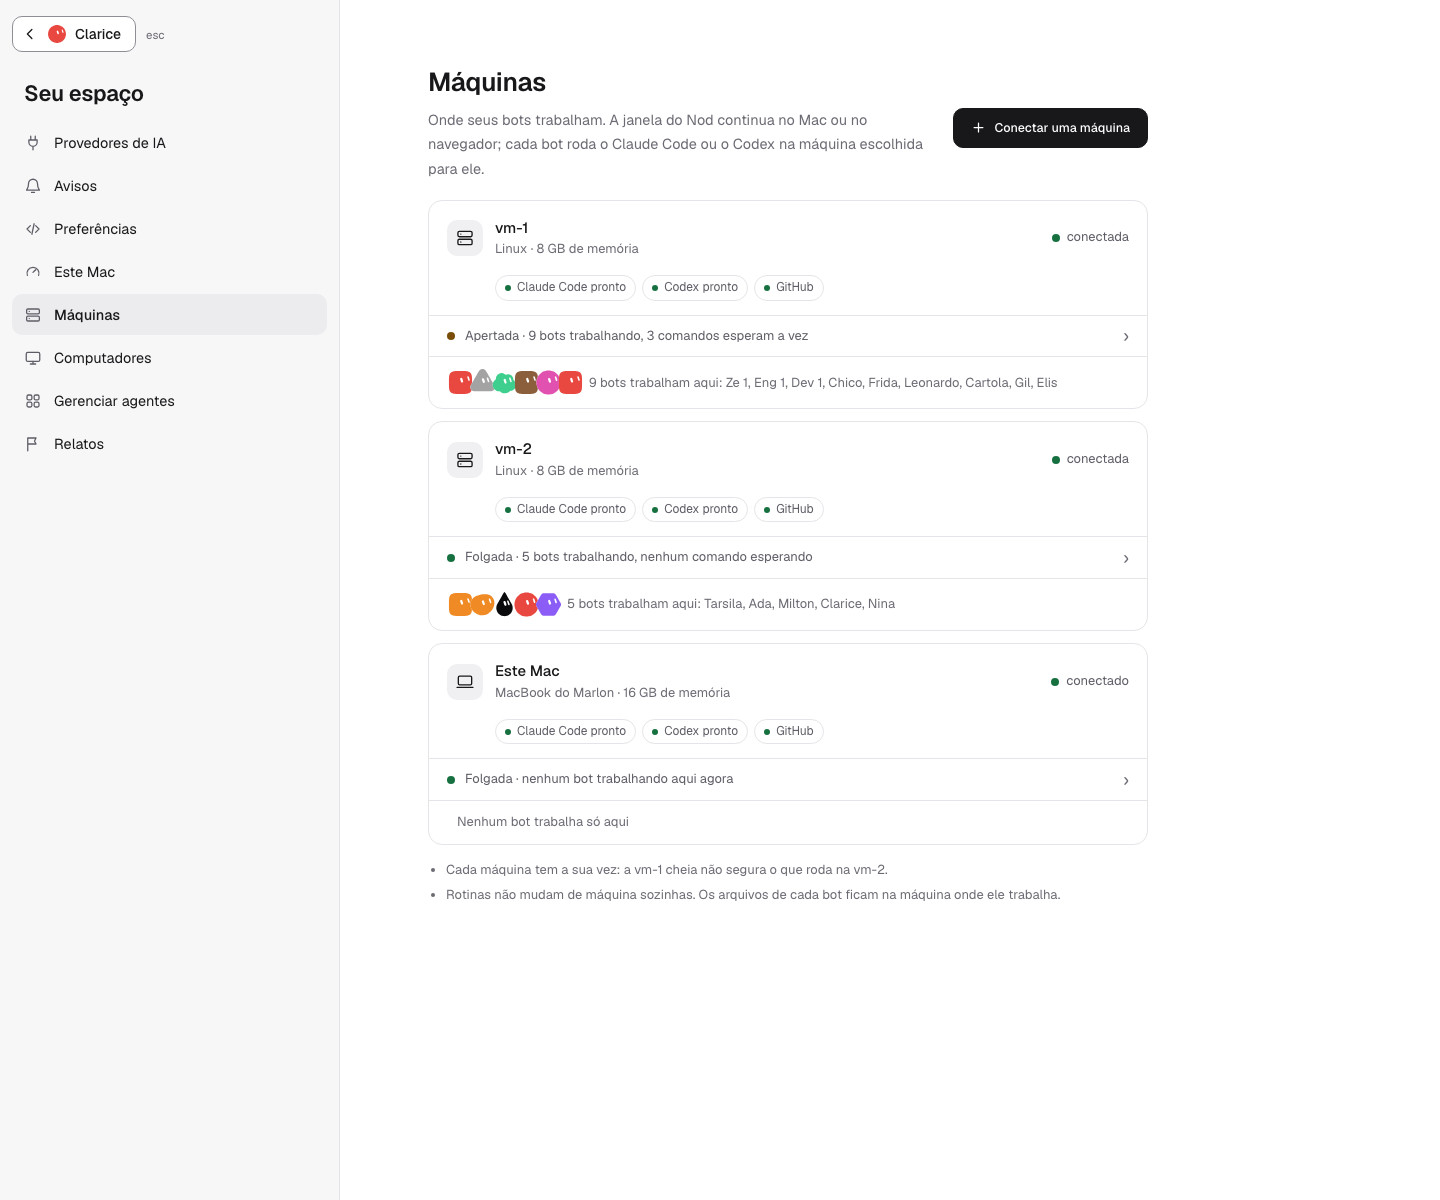 Clarice
esc
Seu espaço
Provedores de IA
Avisos
Preferências
Este Mac
Máquinas
Computadores
Gerenciar agentes
Relatos
Máquinas
Onde seus bots trabalham. A janela do Nod continua no Mac ou no
navegador; cada bot roda o Claude Code ou o Codex na máquina escolhida
para ele.
Conectar uma máquina
vm-1
Linux · 8 GB de memória
conectada
Claude Code pronto
Codex pronto
GitHub
Apertada · 9 bots trabalhando, 3 comandos esperam a vez
9 bots trabalham aqui: Ze 1, Eng 1, Dev 1, Chico, Frida, Leonardo, Cartola, Gil, Elis
vm-2
Linux · 8 GB de memória
conectada
Claude Code pronto
Codex pronto
GitHub
Folgada · 5 bots trabalhando, nenhum comando esperando
5 bots trabalham aqui: Tarsila, Ada, Milton, Clarice, Nina
Este Mac
MacBook do Marlon · 16 GB de memória
conectado
Claude Code pronto
Codex pronto
GitHub
Folgada · nenhum bot trabalhando aqui agora
Nenhum bot trabalha só aqui
• Cada máquina tem a sua vez: a vm-1 cheia não segura o que roda na vm-2.
• Rotinas não mudam de máquina sozinhas. Os arquivos de cada bot ficam na máquina onde ele trabalha.